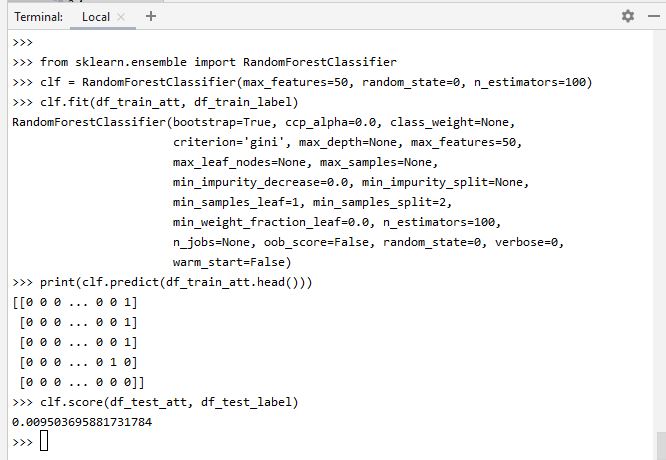 Terminal: Local × +
>>>
>>> from sklearn.ensemble import RandomForestClassifier
>>> clf = RandomForestClassifier(max_features=50, random_state=0, n_estimators=100)
>>> clf.fit(df_train_att, df_train_label)
RandomForestClassifier(bootstrap=True, ccp_alpha=0.0, class_weight=None,
                       criterion='gini', max_depth=None, max_features=50,
                       max_leaf_nodes=None, max_samples=None,
                       min_impurity_decrease=0.0, min_impurity_split=None,
                       min_samples_leaf=1, min_samples_split=2,
                       min_weight_fraction_leaf=0.0, n_estimators=100,
                       n_jobs=None, oob_score=False, random_state=0, verbose=0,
                       warm_start=False)
>>> print(clf.predict(df_train_att.head()))
[[0 0 0 ... 0 0 1]
 [0 0 0 ... 0 0 1]
 [0 0 0 ... 0 0 1]
 [0 0 0 ... 0 1 0]
 [0 0 0 ... 0 0 0]]
>>> clf.score(df_test_att, df_test_label)
0.009503695881731784
>>>